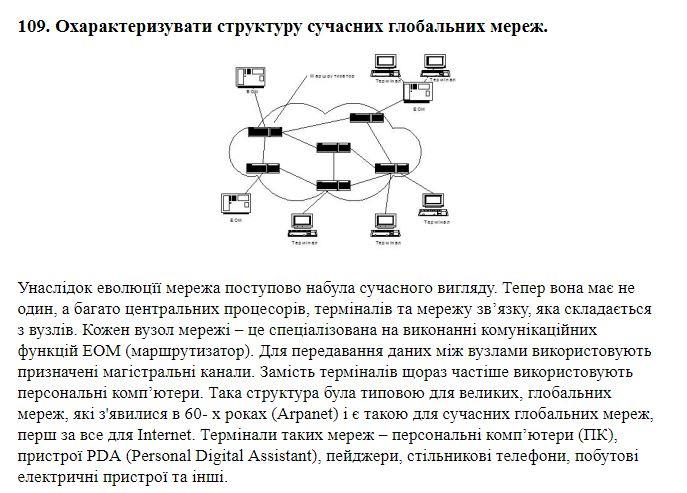 109. Охарактеризувати структуру сучасних глобальних мереж.
Маршрутизатор
Термінал
Термінал
ЕОМ
ЕОМ
ЕОМ
Термінал
Термінал
Термінал
Унаслідок еволюції мережа поступово набула сучасного вигляду. Тепер вона має не
один, а багато центральних процесорів, терміналів та мережу зв’язку, яка складається
з вузлів. Кожен вузол мережі – це спеціалізована на виконанні комунікаційних
функцій ЕОМ (маршрутизатор). Для передавання даних між вузлами використовують
призначені магістральні канали. Замість терміналів щораз частіше використовують
персональні комп’ютери. Така структура була типовою для великих, глобальних
мереж, які з'явилися в 60- х роках (Arpanet) і є такою для сучасних глобальних мереж,
перш за все для Internet. Термінали таких мереж – персональні комп’ютери (ПК),
пристрої PDA (Personal Digital Assistant), пейджери, стільникові телефони, побутові
електричні пристрої та інші.